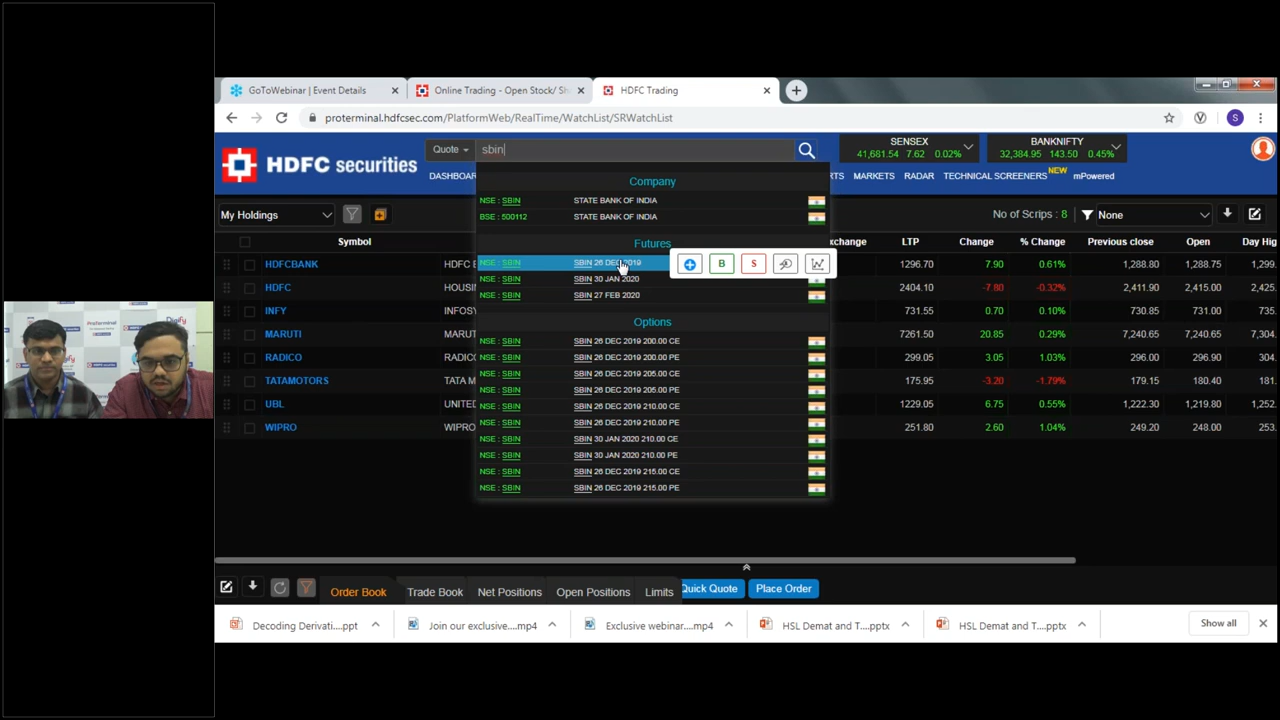 GoToWebinar | Event Details
Online Trading - Open Stock/ Sh
HDFC Trading
proterminal.hdfcsec.com/PlatformWeb/RealTime/WatchList/SRWatchList
HDFC securities
Quote
sbin
SENSEX
41,681.54 7.62 0.02%
BANKNIFTY
32,384.95 143.50 0.45%
NEW
MARKETS RADAR TECHNICAL SCREENERS mPowered
Company
NSE : SBIN STATE BANK OF INDIA
BSE : 500112 STATE BANK OF INDIA
My Holdings
No of Scrips : 8
None
Symbol
LTP Change % Change Previous close Open
Futures
NSE : SBIN SBIN 26 DEC 2019
B S
NSE : SBIN SBIN 30 JAN 2020
NSE : SBIN SBIN 27 FEB 2020
Options
NSE : SBIN SBIN 26 DEC 2019 200.00 CE
NSE : SBIN SBIN 26 DEC 2019 200.00 PE
NSE : SBIN SBIN 26 DEC 2019 205.00 CE
NSE : SBIN SBIN 26 DEC 2019 205.00 PE
NSE : SBIN SBIN 26 DEC 2019 210.00 CE
NSE : SBIN SBIN 26 DEC 2019 210.00 PE
NSE : SBIN SBIN 30 JAN 2020 210.00 CE
NSE : SBIN SBIN 30 JAN 2020 210.00 PE
NSE : SBIN SBIN 26 DEC 2019 215.00 CE
NSE : SBIN SBIN 26 DEC 2019 215.00 PE
HDFCBANK HDFC 1296.70 7.90 0.61% 1,288.80 1,288.75 1,299.
HDFC HOUSI 2404.10 -7.80 -0.32% 2,411.90 2,415.00 2,425.
INFY INFOS 731.55 0.70 0.10% 730.85 731.00 735.
MARUTI MARUT 7261.50 20.85 0.29% 7,240.65 7,240.65 7,304.
RADICO RADIC 299.05 3.05 1.03% 296.00 296.90 304.
TATAMOTORS TATA M 175.95 -3.20 -1.79% 179.15 180.40 181.
UBL UNITE 1229.05 6.75 0.55% 1,222.30 1,219.80 1,252.
WIPRO WIPRO 251.80 2.60 1.04% 249.20 248.00 253.
Order Book Trade Book Net Positions Open Positions Limits Quick Quote Place Order
Decoding Derivati....ppt
Join our exclusive....mp4
Exclusive webinar....mp4
HSL Demat and T....pptx
HSL Demat and T....pptx
Show all